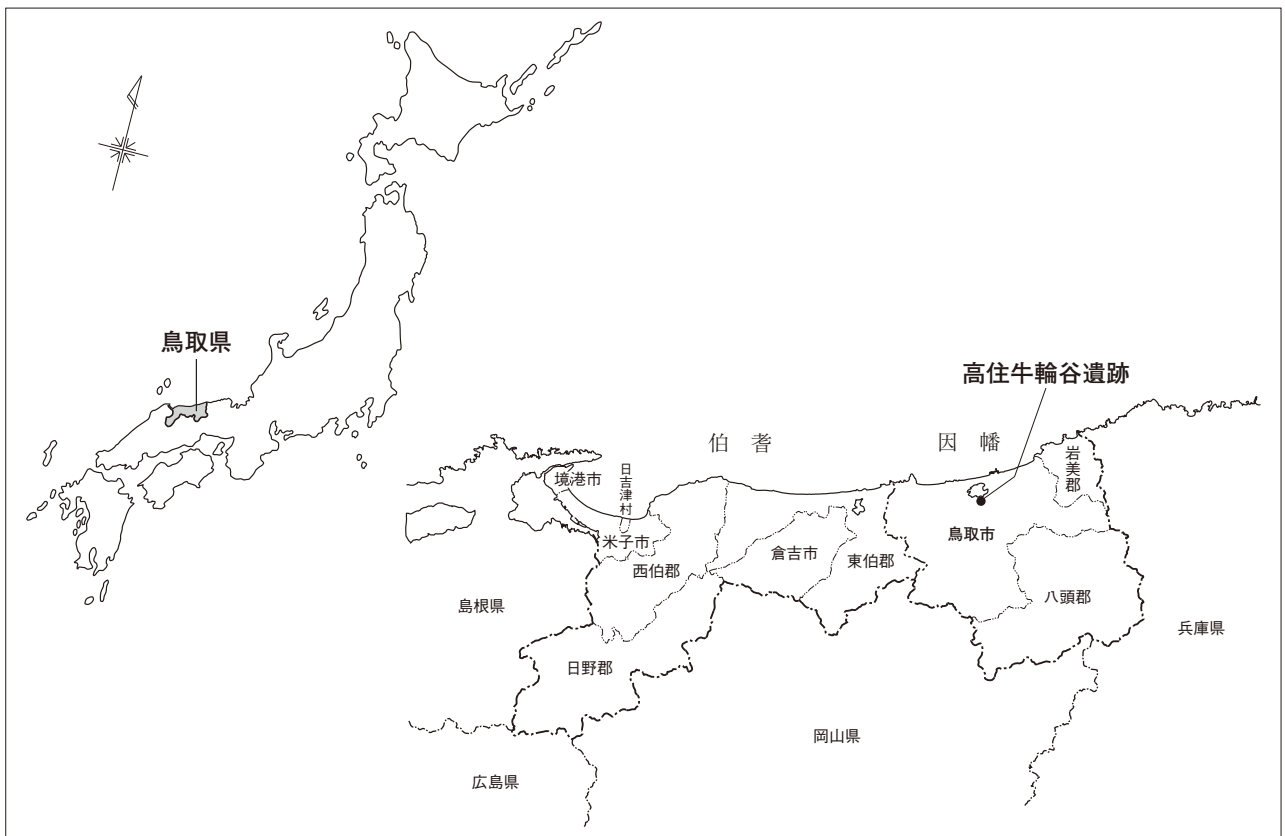 鳥取県
高住牛輪谷遺跡
伯耆
因幡
岩美郡
日吉津村
境港市
米子市
西伯郡
倉吉市
東伯郡
鳥取市
八頭郡
島根県
兵庫県
日野郡
岡山県
広島県